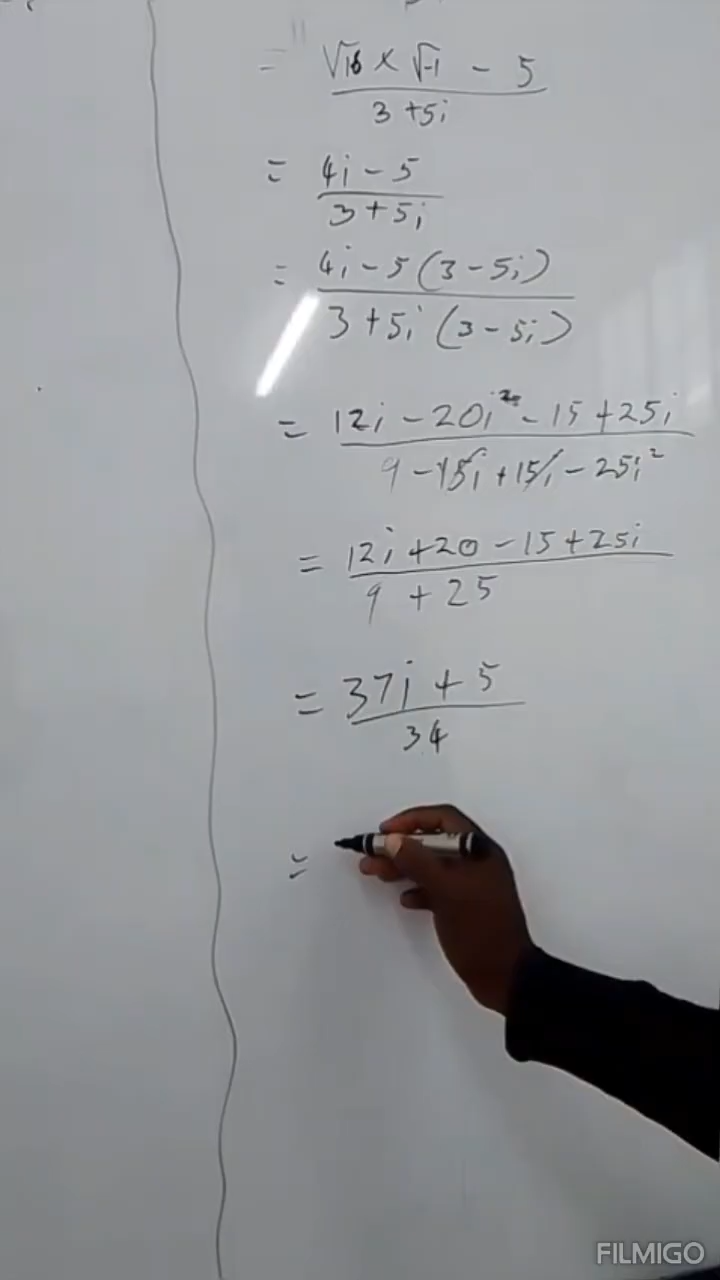 = √16 × √-1 - 5
3 + 5i
= 4i - 5
3 + 5i
= 4i - 5 (3 - 5i)
3 + 5i (3 - 5i)
= 12i - 20i² - 15 + 25i
9 - 15i + 15i - 25i²
= 12i + 20 - 15 + 25i
9 + 25
= 37i + 5
34
=
FILMIGO